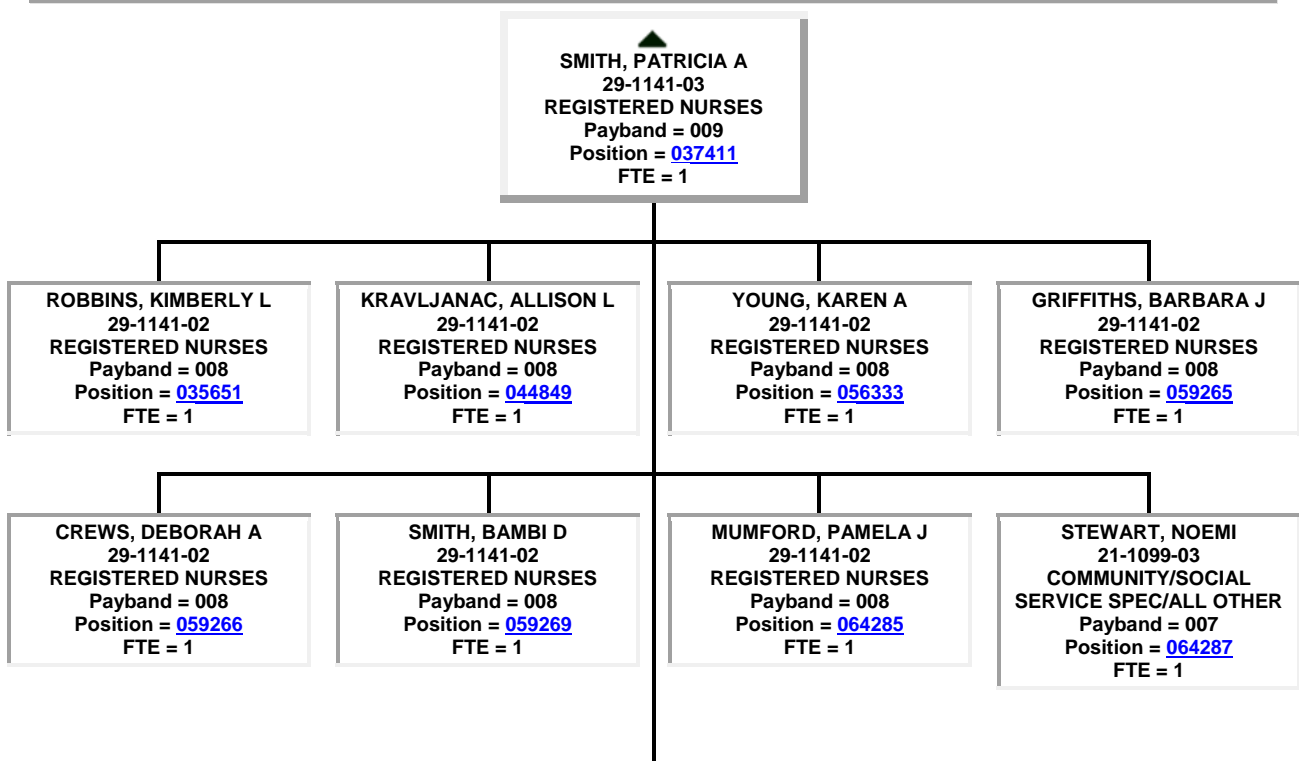 SMITH, PATRICIA A
29-1141-03
REGISTERED NURSES
Payband = 009
Position = 037411
FTE = 1
ROBBINS, KIMBERLY L
29-1141-02
REGISTERED NURSES
Payband = 008
Position = 035651
FTE = 1
KRAVLJANAC, ALLISON L
29-1141-02
REGISTERED NURSES
Payband = 008
Position = 044849
FTE = 1
YOUNG, KAREN A
29-1141-02
REGISTERED NURSES
Payband = 008
Position = 056333
FTE = 1
GRIFFITHS, BARBARA J
29-1141-02
REGISTERED NURSES
Payband = 008
Position = 059265
FTE = 1
CREWS, DEBORAH A
29-1141-02
REGISTERED NURSES
Payband = 008
Position = 059266
FTE = 1
SMITH, BAMBI D
29-1141-02
REGISTERED NURSES
Payband = 008
Position = 059269
FTE = 1
MUMFORD, PAMELA J
29-1141-02
REGISTERED NURSES
Payband = 008
Position = 064285
FTE = 1
STEWART, NOEMI
21-1099-03
COMMUNITY/SOCIAL
SERVICE SPEC/ALL OTHER
Payband = 007
Position = 064287
FTE = 1